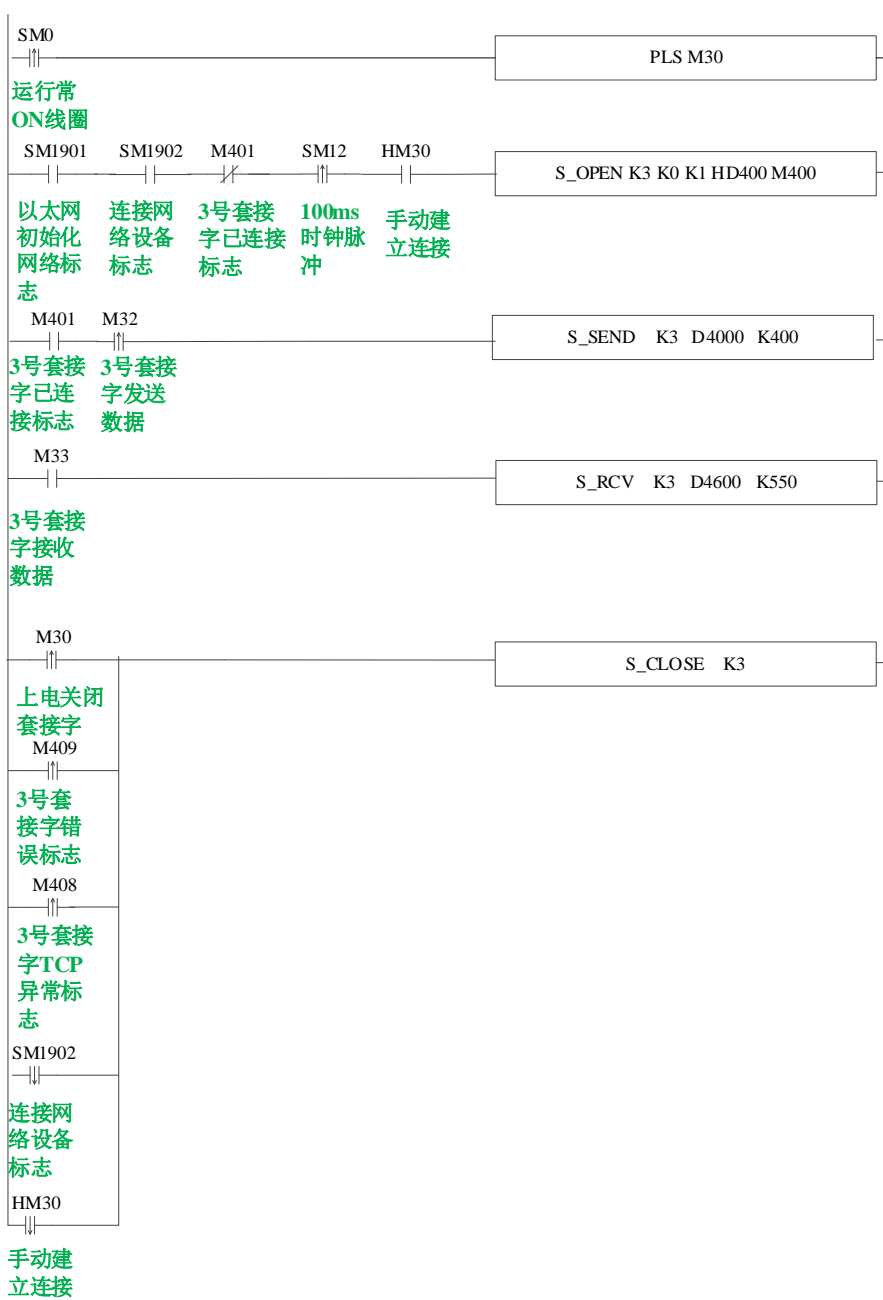 SM0
PLS M30
运行常
ON线圈
SM1901 SM1902 M401 SM12 HM30
S_OPEN K3 K0 K1 HD400 M400
以太网
初始化
网络标
志
连接网
络设备
标志
3号套接
字已连接
标志
100ms
时钟脉
冲
手动建
立连接
M401 M32
S_SEND K3 D4000 K400
3号套接
字已连
接标志
3号套接
字发送
数据
M33
S_RCV K3 D4600 K550
3号套接
字接收
数据
M30
S_CLOSE K3
上电关闭
套接字
M409
3号套
接字错
误标志
M408
3号套接
字TCP
异常标
志
SM1902
连接网
络设备
标志
HM30
手动建
立连接